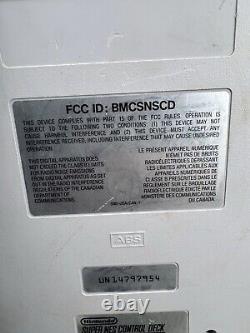 FCC ID: BMCSNSCD
THIS DEVICE COMPLIES WITH PART 15 OF THE FCC RULES. OPERATION IS
SUBJECT TO THE FOLLOWING TWO CONDITIONS: (1) THIS DEVICE MAY NOT
CAUSE HARMFUL INTERFERENCE AND (2) THIS DEVICE MUST ACCEPT ANY
INTERFERENCE RECEIVED, INCLUDING INTERFERENCE THAT MAY CAUSE UNDESIRED
OPERATION.
THIS DIGITAL APPARATUS DOES
NOT EXCEED THE CLASS B LIMITS
FOR RADIO NOISE EMISSIONS
FROM DIGITAL APPARATUS AS SET
OUT IN THE RADIO INTERFERENCE
REGULATIONS OF THE CANADIAN
DEPARTMENT OF
COMMUNICATIONS.
LE PRÉSENT APPAREIL NUMÉRIQUE
N'ÉMET PAS DE BRUITS
RADIOÉLECTRIQUES DÉPASSANT
LES LIMITES APPLICABLES AUX
APPAREILS NUMÉRIQUES DE LA
CLASSE B PRESCRITES DANS LE
RÈGLEMENT SUR LE BROUILLAGE
RADIOÉLECTRIQUE ÉDICTÉ PAR
LE MINISTÈRE DES
COMMUNICATIONS
DU CANADA.
ABS
UN14797954
Nintendo
SUPER NES CONTROL DECK